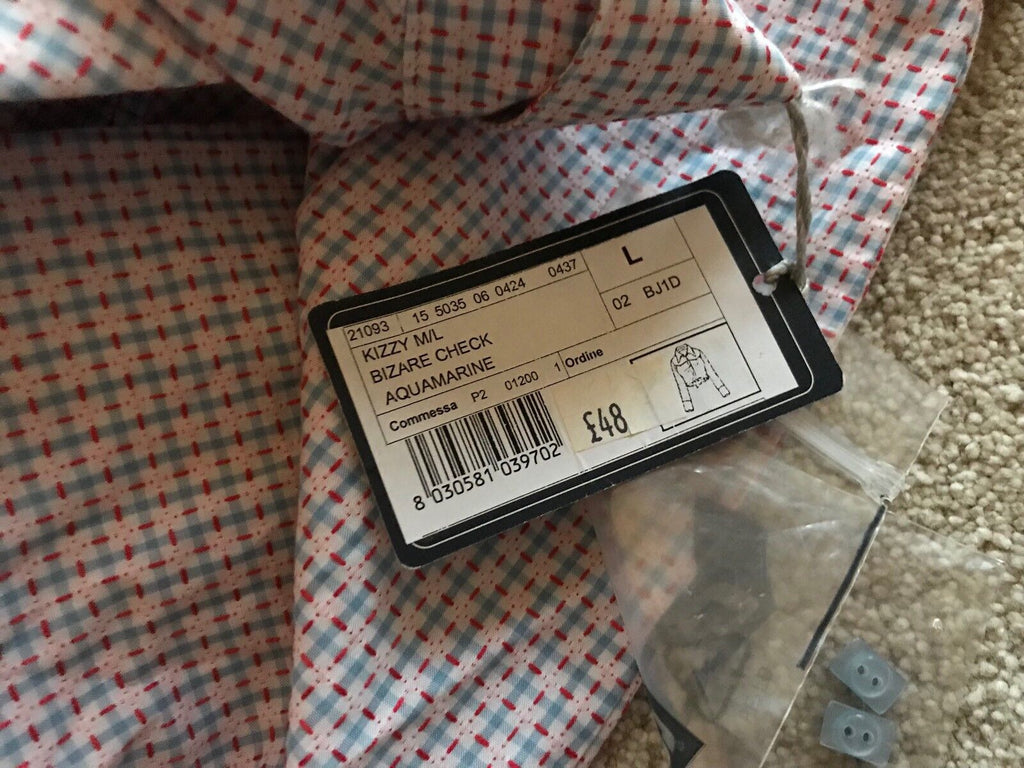 21093 15 5035 06 0424 0437
L
02 BJ1D
KIZZY M/L
BIZARE CHECK
AQUAMARINE
Commessa P2 01200 1 Ordine
£48
8 030581 039702